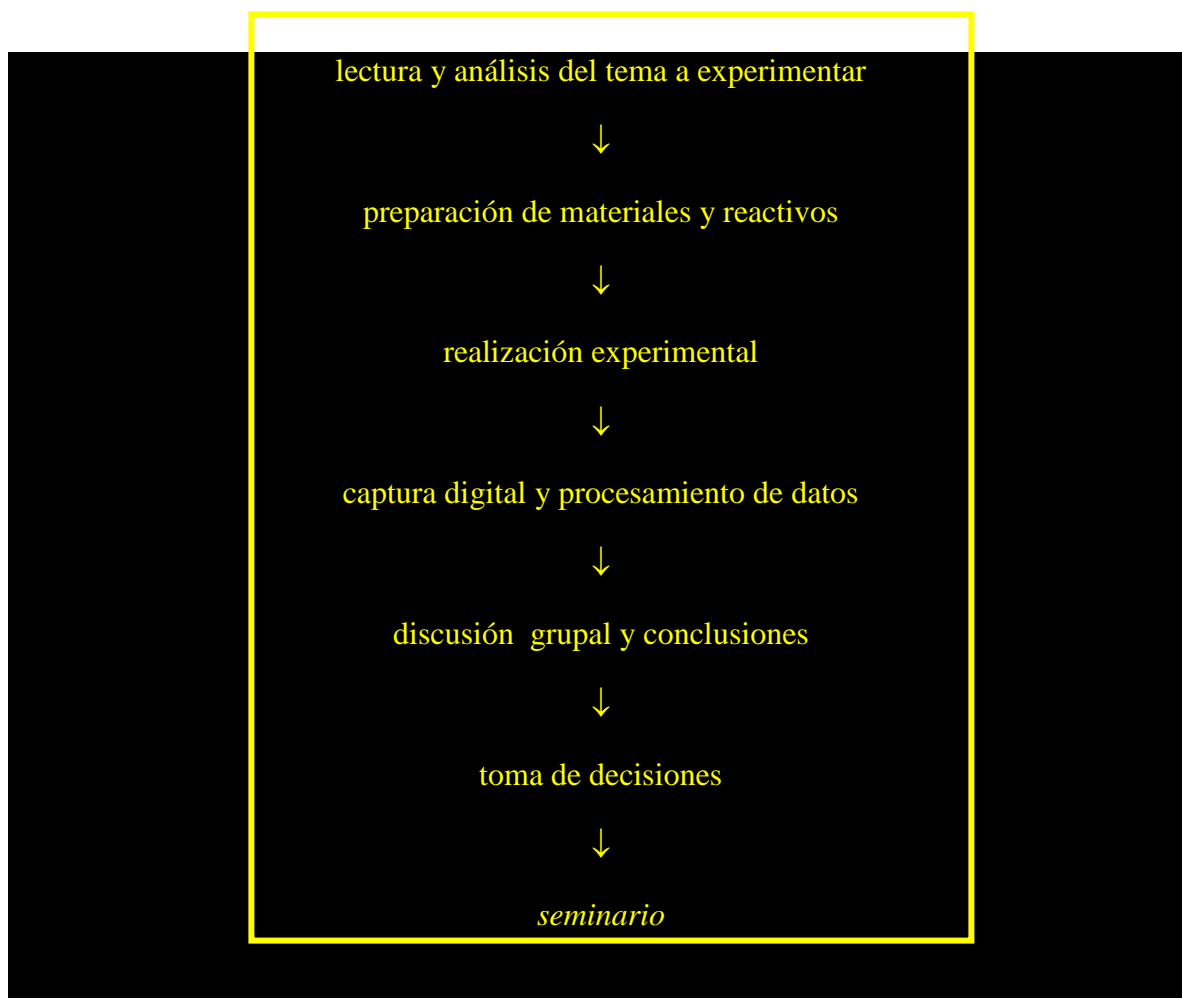 lectura y análisis del tema a experimentar
↓
preparación de materiales y reactivos
↓
realización experimental
↓
captura digital y procesamiento de datos
↓
discusión  grupal y conclusiones
↓
toma de decisiones
↓
seminario